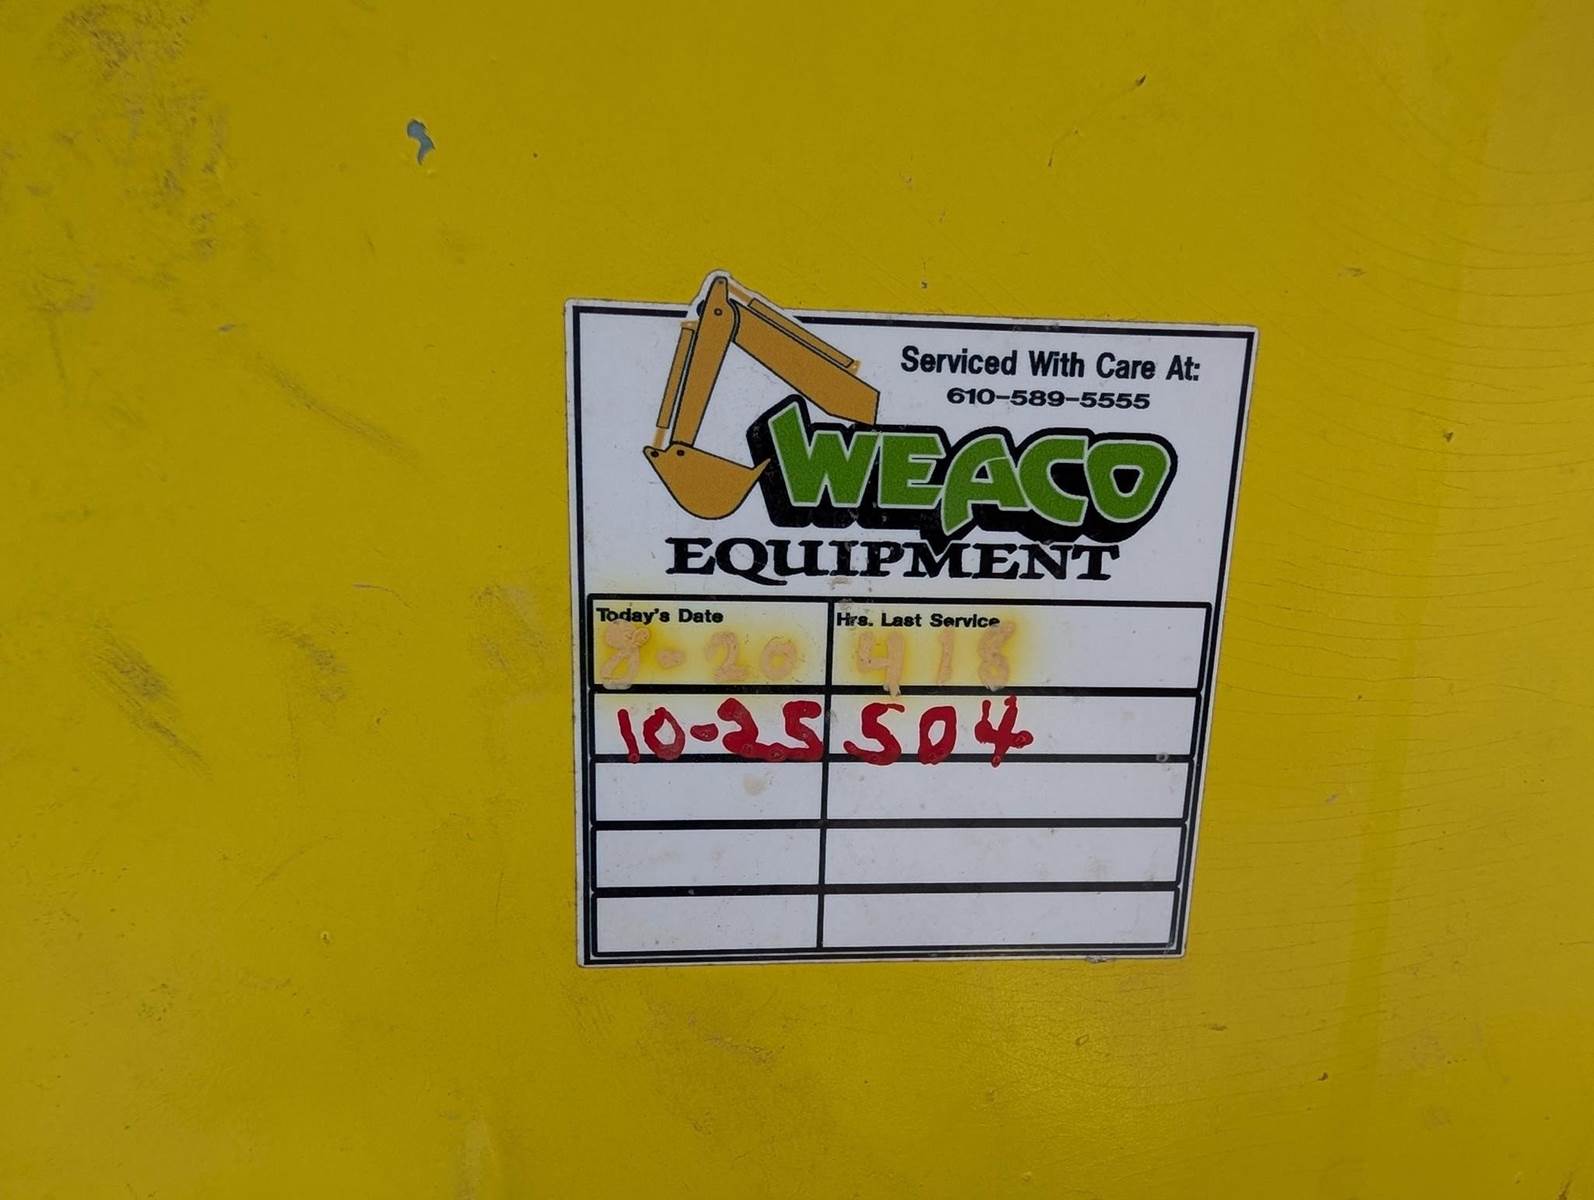 Serviced With Care At:
610-589-5555
WEACO
EQUIPMENT
Today's Date Hrs. Last Service
8-20 418
10-25 504